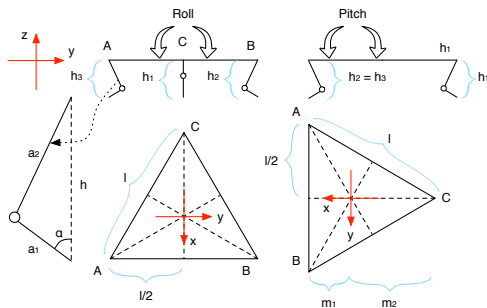 Roll
Pitch
z
y
A
C
B
h₃
h₁
h₂
h₂ = h₃
h₁
h₁
a₂
h
α
a₁
C
l
y
x
A
B
l/2
A
l
l/2
x
y
C
B
m₁
m₂